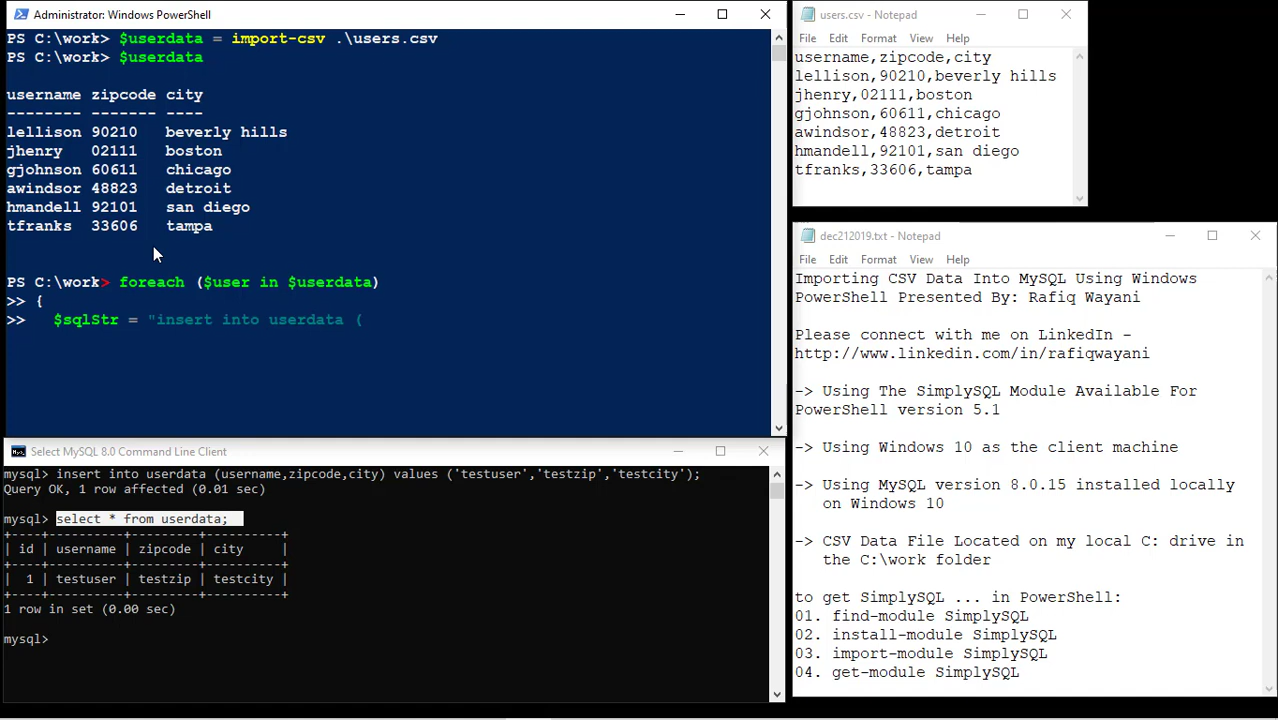 Administrator: Windows PowerShell
PS C:\work> $userdata = import-csv .\users.csv
PS C:\work> $userdata
username zipcode city
-------- ------- ----
lellison 90210 beverly hills
jhenry 02111 boston
gjohnson 60611 chicago
awindsor 48823 detroit
hmandell 92101 san diego
tfranks 33606 tampa
PS C:\work> foreach ($user in $userdata)
>> {
>> $sqlStr = "insert into userdata (
Select MySQL 8.0 Command Line Client
mysql> insert into userdata (username,zipcode,city) values ('testuser','testzip','testcity');
Query OK, 1 row affected (0.01 sec)
mysql> select * from userdata;
+----+----------+---------+----------+
| id | username | zipcode | city     |
+----+----------+---------+----------+
| 1 | testuser | testzip | testcity |
+----+----------+---------+----------+
1 row in set (0.00 sec)
mysql>
users.csv - Notepad
File Edit Format View Help
username,zipcode,city
lellison,90210,beverly hills
jhenry,02111,boston
gjohnson,60611,chicago
awindsor,48823,detroit
hmandell,92101,san diego
tfranks,33606,tampa
dec212019.txt - Notepad
File Edit Format View Help
Importing CSV Data Into MySQL Using Windows
PowerShell Presented By: Rafiq Wayani
Please connect with me on LinkedIn -
http://www.linkedin.com/in/rafiqwayani
-> Using The SimplySQL Module Available For
PowerShell version 5.1
-> Using Windows 10 as the client machine
-> Using MySQL version 8.0.15 installed locally
on Windows 10
-> CSV Data File Located on my local C: drive in
the C:\work folder
to get SimplySQL ... in PowerShell:
01. find-module SimplySQL
02. install-module SimplySQL
03. import-module SimplySQL
04. get-module SimplySQL